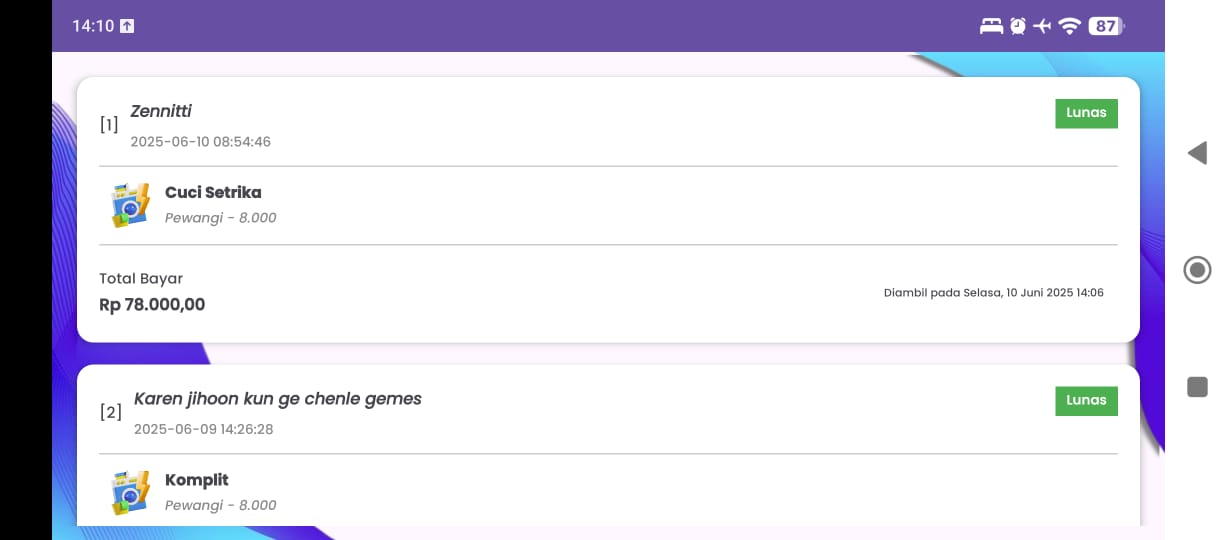 14:10
87
[1]
Zennitti
Lunas
2025-06-10 08:54:46
Cuci Setrika
Pewangi - 8.000
Total Bayar
Rp 78.000,00
Diambil pada Selasa, 10 Juni 2025 14:06
[2]
Karen jihoon kun ge chenle gemes
Lunas
2025-06-09 14:26:28
Komplit
Pewangi - 8.000